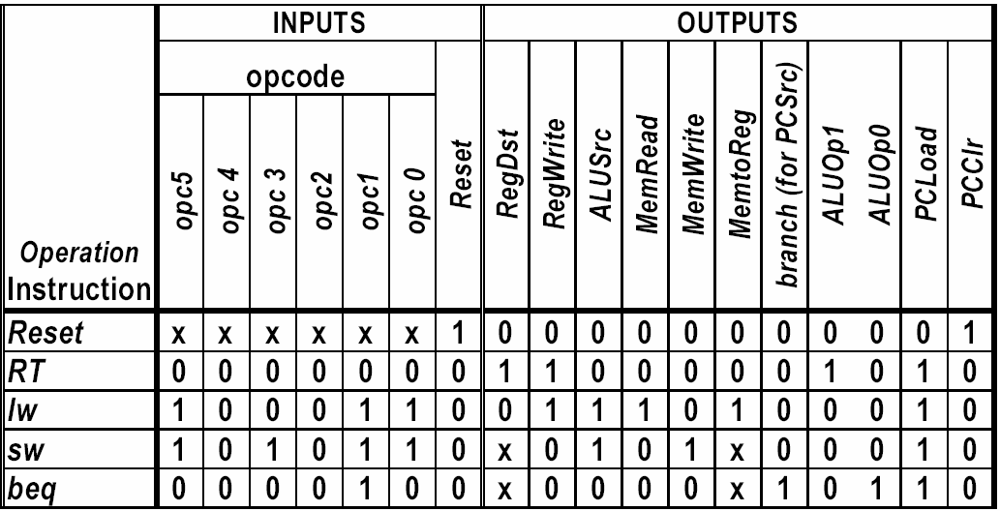 INPUTS OUTPUTS
opcode
opc5 opc 4 opc 3 opc2 opc1 opc 0 Reset RegDst RegWrite ALUSrc MemRead MemWrite MemtoReg branch (for PCSrc) ALUOp1 ALUOp0 PCLoad PCClr
Operation
Instruction
Reset x x x x x x 1 0 0 0 0 0 0 0 0 0 0 1
RT 0 0 0 0 0 0 0 1 1 0 0 0 0 0 1 0 1 0
lw 1 0 0 0 1 1 0 0 1 1 1 0 1 0 0 0 1 0
sw 1 0 1 0 1 1 0 x 0 1 0 1 x 0 0 0 1 0
beq 0 0 0 0 1 0 0 x 0 0 0 0 x 1 0 1 1 0